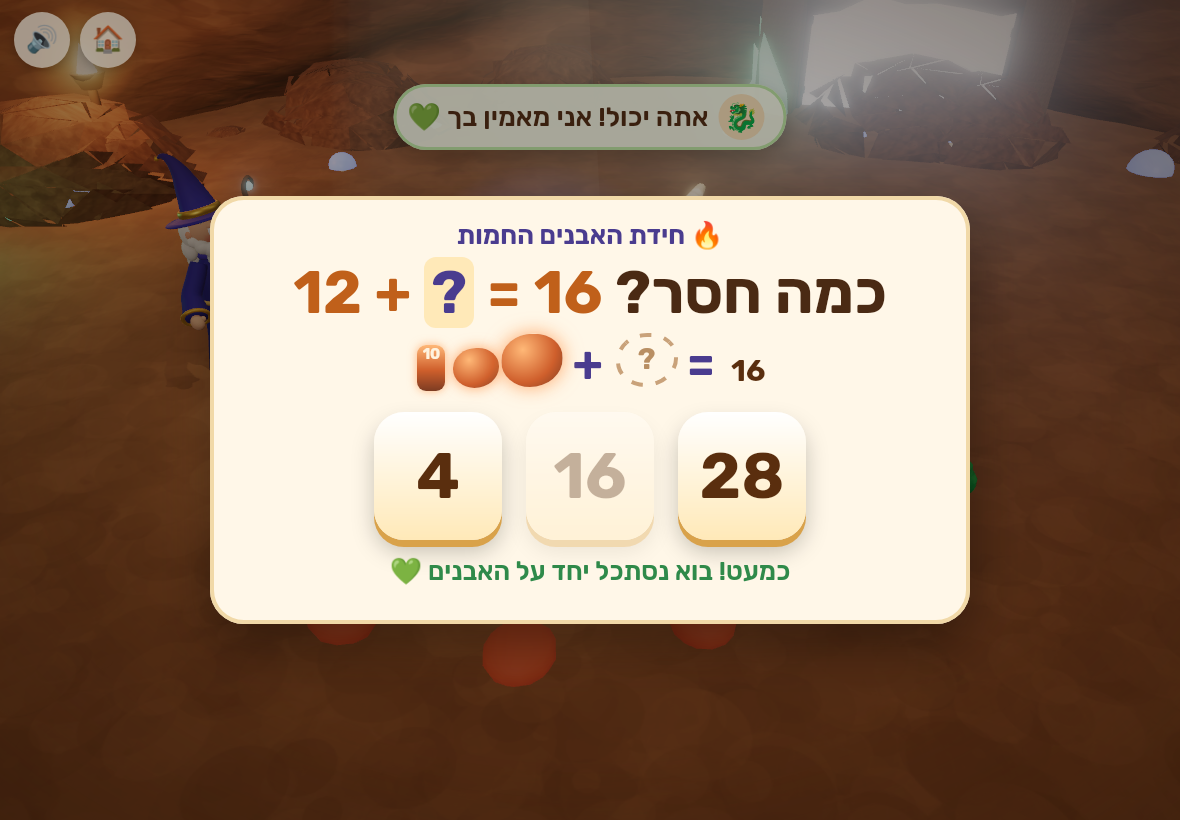 🐉 אתה יכול! אני מאמין בך 💚
🔥 חידת האבנים החמות
כמה חסר? 12 + ? = 16
10 + ? = 16
4 16 28
כמעט! בוא נסתכל יחד על האבנים 💚